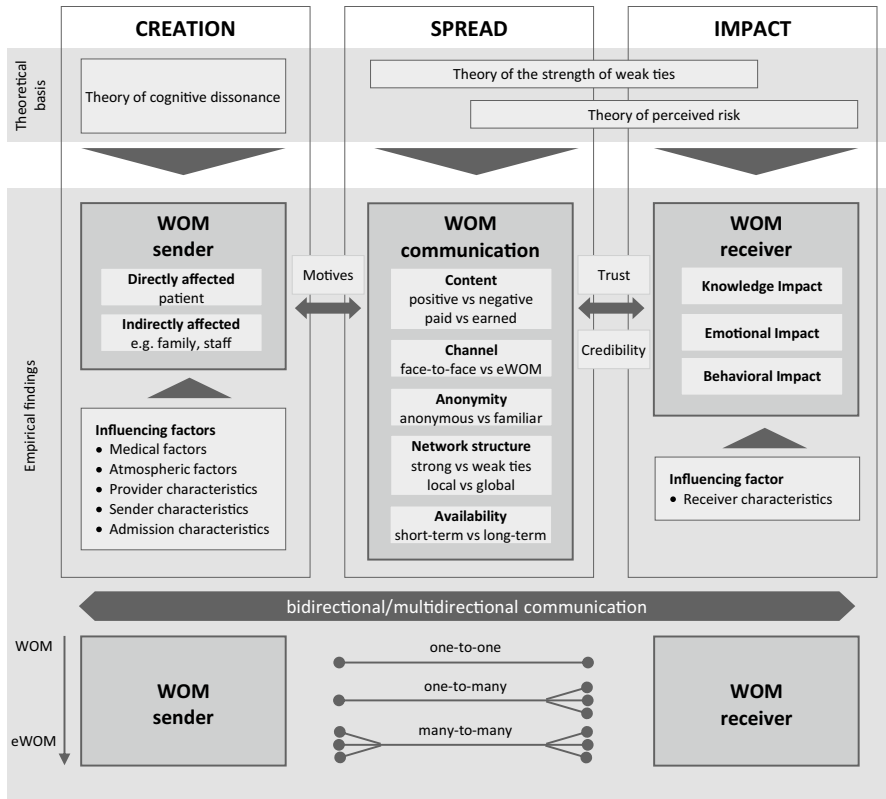 CREATION
SPREAD
IMPACT
Theoretical
basis
Theory of cognitive dissonance
Theory of the strength of weak ties
Theory of perceived risk
Empirical findings
WOM
sender
Directly affected
patient
Indirectly affected
e.g. family, staff
Influencing factors
• Medical factors
• Atmospheric factors
• Provider characteristics
• Sender characteristics
• Admission characteristics
Motives
WOM
communication
Content
positive vs negative
paid vs earned
Channel
face-to-face vs eWOM
Anonymity
anonymous vs familiar
Network structure
strong vs weak ties
local vs global
Availability
short-term vs long-term
Trust
Credibility
WOM
receiver
Knowledge Impact
Emotional Impact
Behavioral Impact
Influencing factor
• Receiver characteristics
bidirectional/multidirectional communication
WOM
eWOM
WOM
sender
one-to-one
one-to-many
many-to-many
WOM
receiver